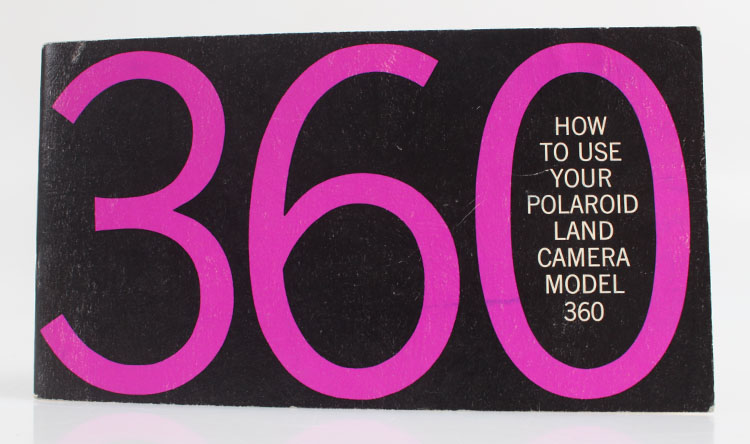 360
HOW
TO USE
YOUR
POLAROID
LAND
CAMERA
MODEL
360